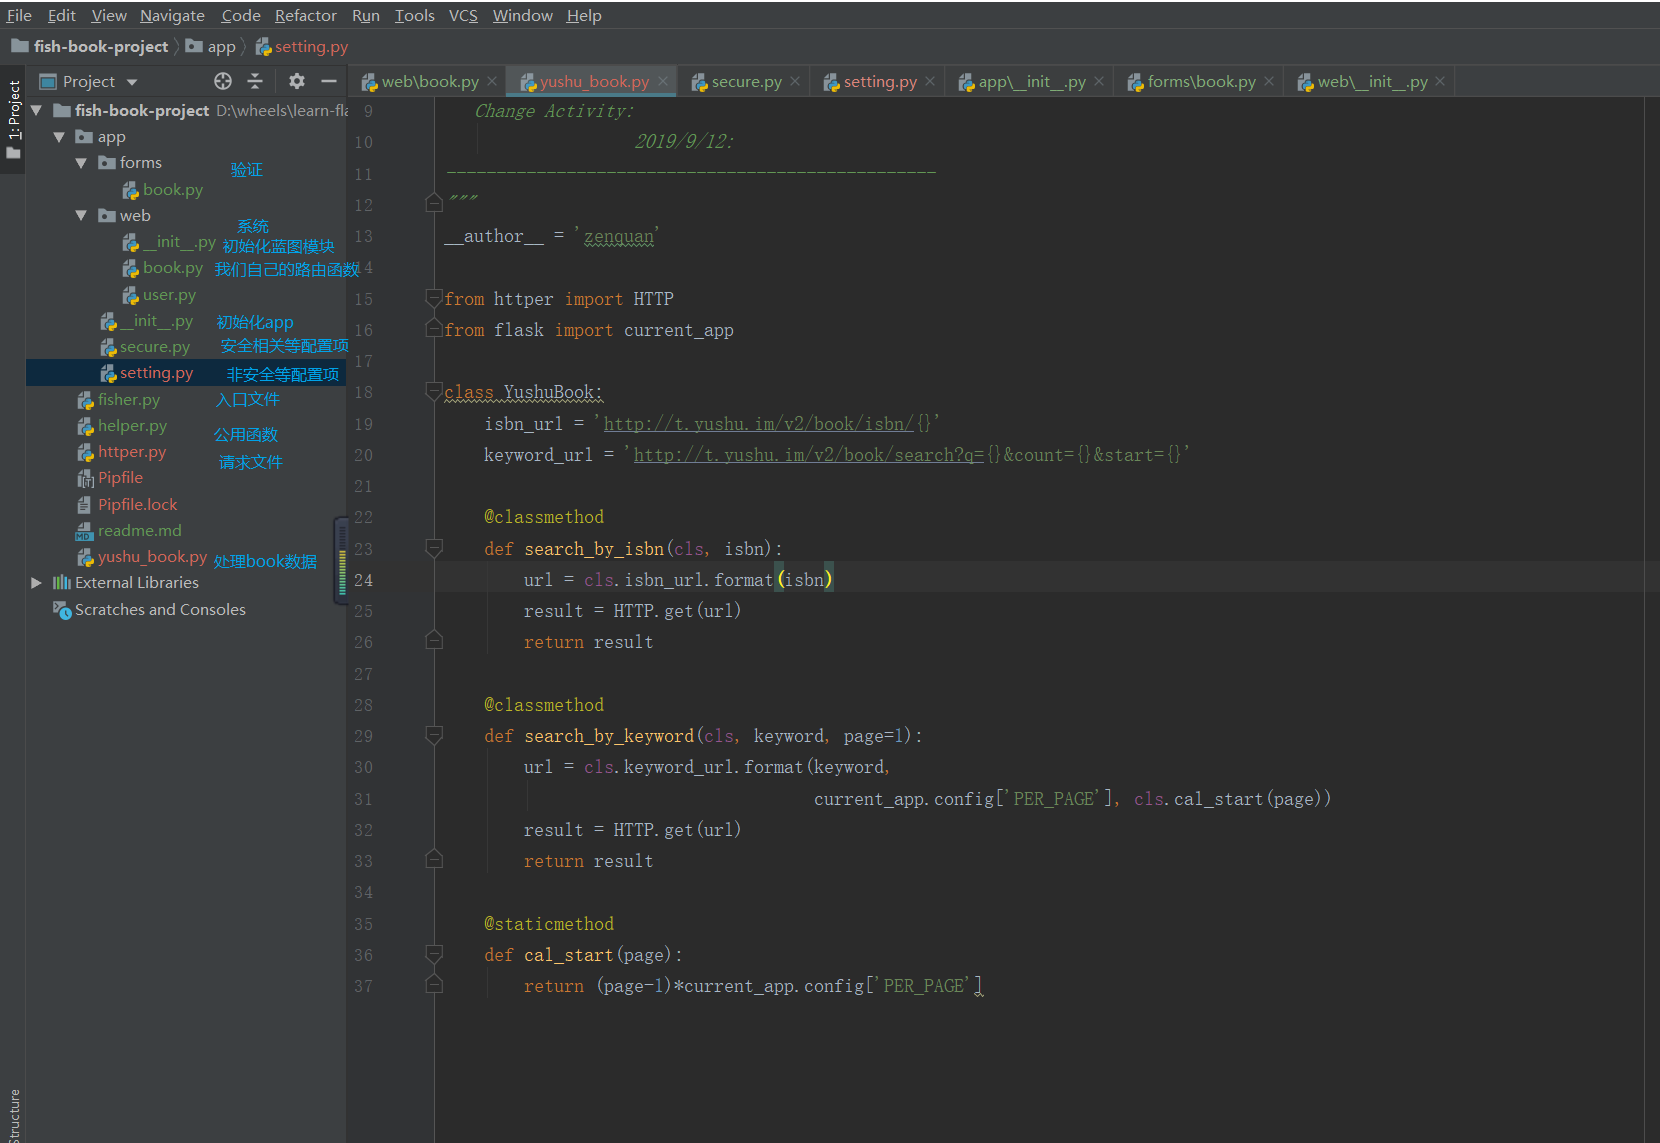 File Edit View Navigate Code Refactor Run Tools VCS Window Help
fish-book-project app setting.py
Project
web\book.py yushu_book.py secure.py setting.py app\__init__.py forms\book.py web\__init__.py
1: Project
fish-book-project D:\wheels\learn-fla
app
forms 验证
book.py
web 系统
__init__.py 初始化蓝图模块
book.py 我们自己的路由函数
user.py
__init__.py 初始化app
secure.py 安全相关等配置项
setting.py 非安全等配置项
fisher.py 入口文件
helper.py 公用函数
httper.py 请求文件
Pipfile
Pipfile.lock
readme.md
yushu_book.py 处理book数据
External Libraries
Scratches and Consoles
Structure
9 Change Activity:
10 2019/9/12:
11 -------------------------------------------------
12 """
13 __author__ = 'zenquan'
14
15 from httper import HTTP
16 from flask import current_app
17
18 class YushuBook:
19 isbn_url = 'http://t.yushu.im/v2/book/isbn/{}'
20 keyword_url = 'http://t.yushu.im/v2/book/search?q={}&count={}&start={}'
21
22 @classmethod
23 def search_by_isbn(cls, isbn):
24 url = cls.isbn_url.format(isbn)
25 result = HTTP.get(url)
26 return result
27
28 @classmethod
29 def search_by_keyword(cls, keyword, page=1):
30 url = cls.keyword_url.format(keyword,
31 current_app.config['PER_PAGE'], cls.cal_start(page))
32 result = HTTP.get(url)
33 return result
34
35 @staticmethod
36 def cal_start(page):
37 return (page-1)*current_app.config['PER_PAGE']